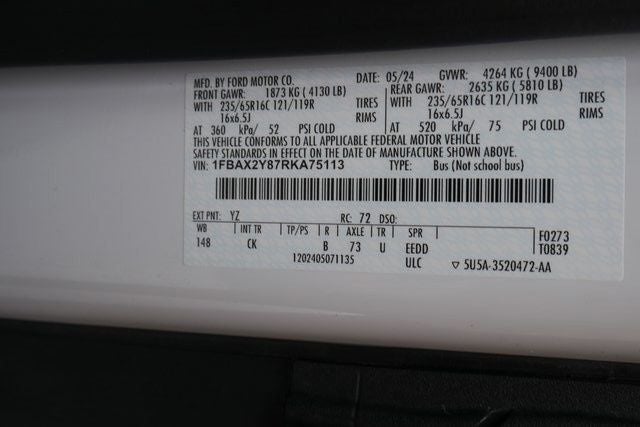 MFD. BY FORD MOTOR CO. DATE: 05/24 GVWR: 4264 KG ( 9400 LB)
FRONT GAWR: 1873 KG ( 4130 LB) REAR GAWR: 2635 KG ( 5810 LB)
WITH 235/65R16C 121/119R TIRES WITH 235/65R16C 121/119R TIRES
16x6.5J RIMS 16x6.5J RIMS
AT 360 kPa/ 52 PSI COLD AT 520 kPa/ 75 PSI COLD
THIS VEHICLE CONFORMS TO ALL APPLICABLE FEDERAL MOTOR VEHICLE
SAFETY STANDARDS IN EFFECT ON THE DATE OF MANUFACTURE SHOWN ABOVE.
VIN: 1FBAX2Y87RKA75113 TYPE: Bus (Not school bus)
EXT PNT: YZ RC: 72 DSO:
WB INT TR TP/PS R AXLE TR SPR F0273
148 CK B 73 U EEDD T0839
1202405071135 ULC ▽ 5U5A-3520472-AA